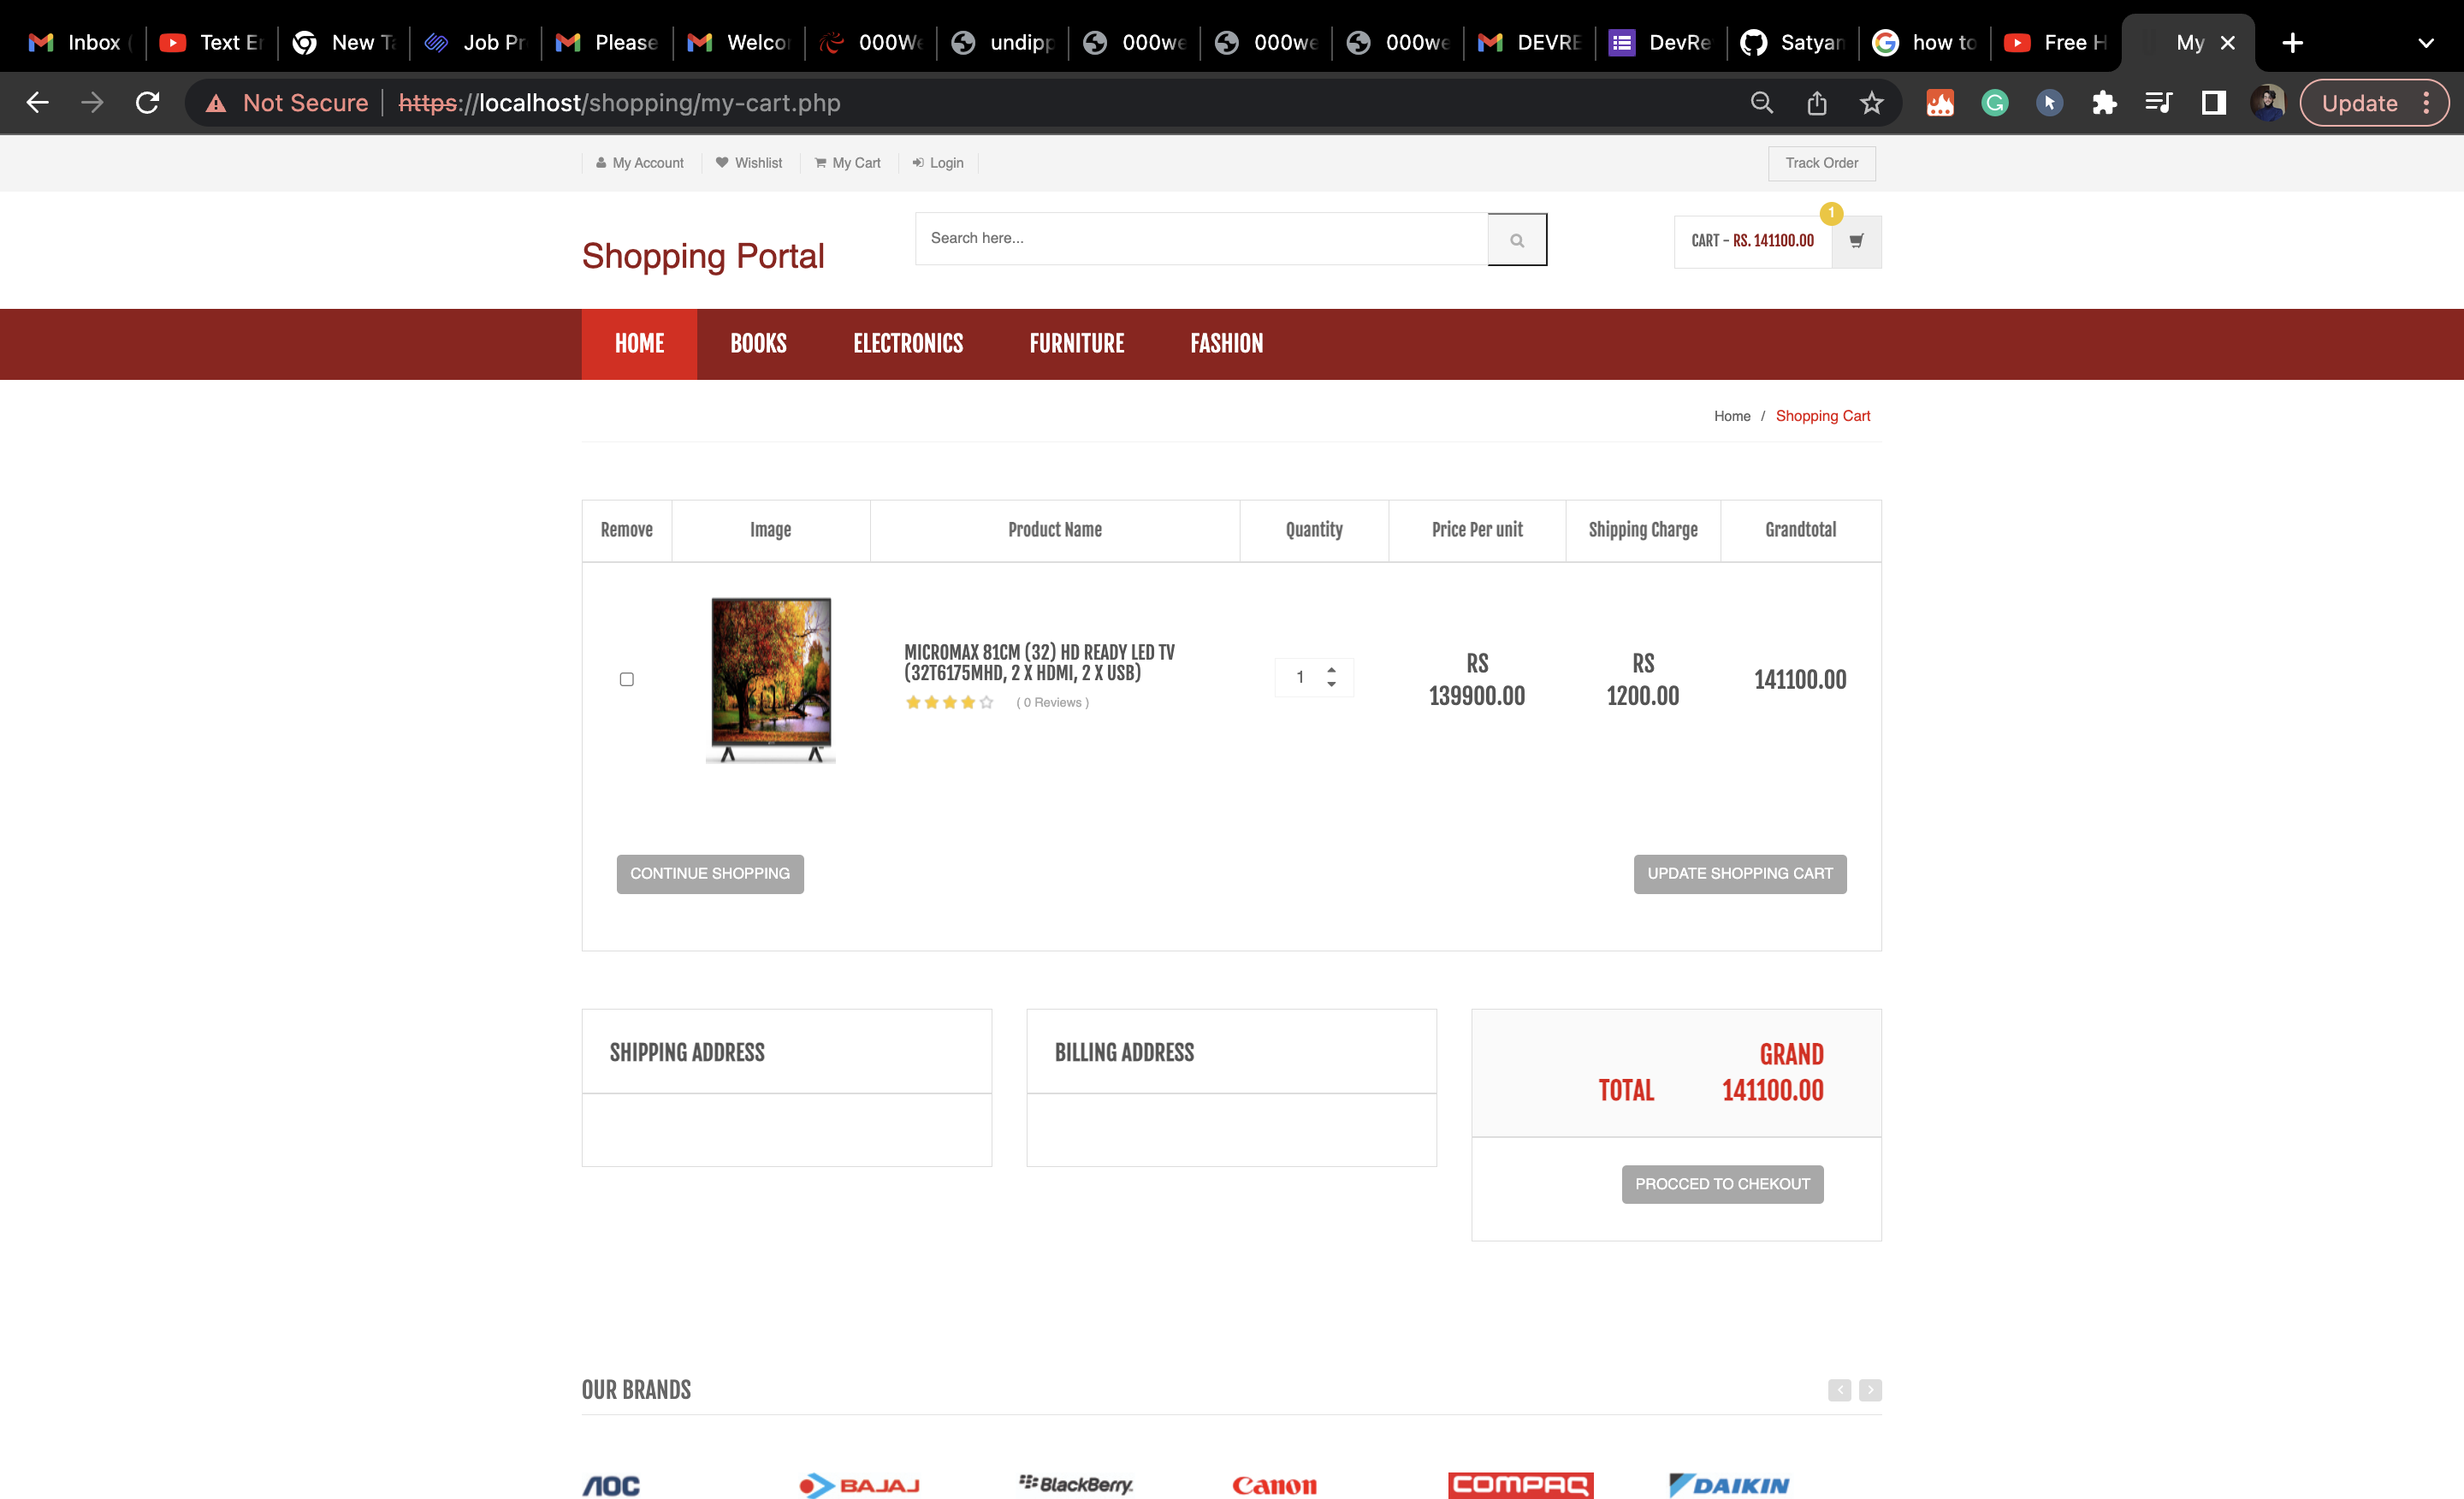 Inbox
Text E
New Ta
Job Pr
Please
Welco
000We
undipp
000we
000we
000we
DEVRE
DevRe
Satyan
how to
Free H
My
Not Secure
https://localhost/shopping/my-cart.php
Update
My Account
Wishlist
My Cart
Login
Track Order
Shopping Portal
Search here...
1
CART - RS. 141100.00
HOME
BOOKS
ELECTRONICS
FURNITURE
FASHION
Home / Shopping Cart
Remove
Image
Product Name
Quantity
Price Per unit
Shipping Charge
Grandtotal
MICROMAX 81CM (32) HD READY LED TV
(32T6175MHD, 2 X HDMI, 2 X USB)
( 0 Reviews )
1
RS
139900.00
RS
1200.00
141100.00
CONTINUE SHOPPING
UPDATE SHOPPING CART
SHIPPING ADDRESS
BILLING ADDRESS
GRAND
TOTAL 141100.00
PROCCED TO CHEKOUT
OUR BRANDS
AOC
BAJAJ
BlackBerry
Canon
COMPAQ
DAIKIN